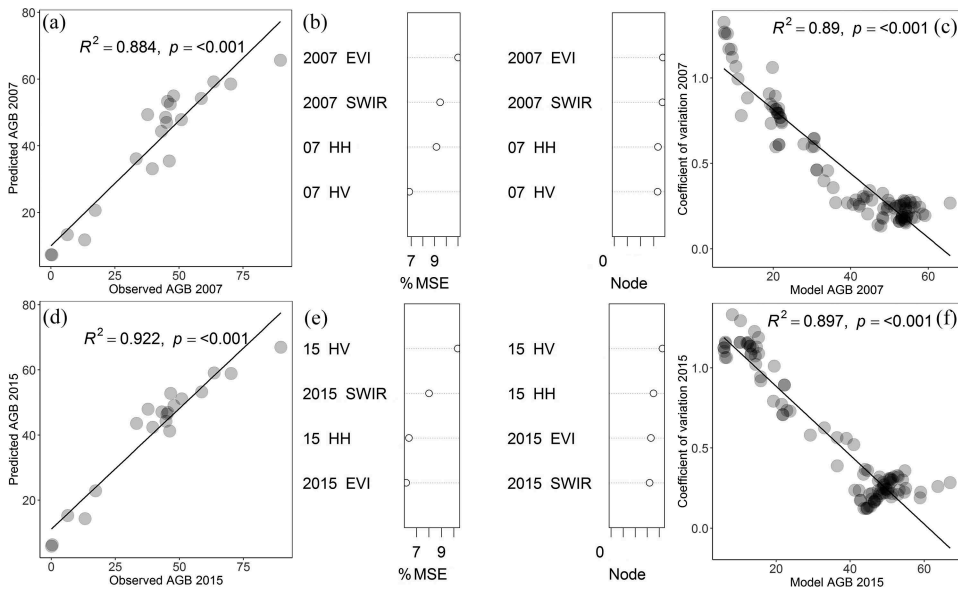 (a)
R² = 0.884, p = <0.001
Predicted AGB 2007
80
60
40
20
0 25 50 75
Observed AGB 2007
(b)
2007 EVI
2007 SWIR
07 HH
07 HV
7 9
%MSE
2007 EVI
2007 SWIR
07 HH
07 HV
0
Node
(c)
R² = 0.89, p = <0.001
Coefficient of variation 2007
1.0
0.5
0.0
20 40 60
Model AGB 2007
(d)
R² = 0.922, p = <0.001
Predicted AGB 2015
80
60
40
20
0 25 50 75
Observed AGB 2015
(e)
15 HV
2015 SWIR
15 HH
2015 EVI
7 9
%MSE
15 HV
15 HH
2015 EVI
2015 SWIR
0
Node
(f)
R² = 0.897, p = <0.001
Coefficient of variation 2015
1.0
0.5
0.0
20 40 60
Model AGB 2015